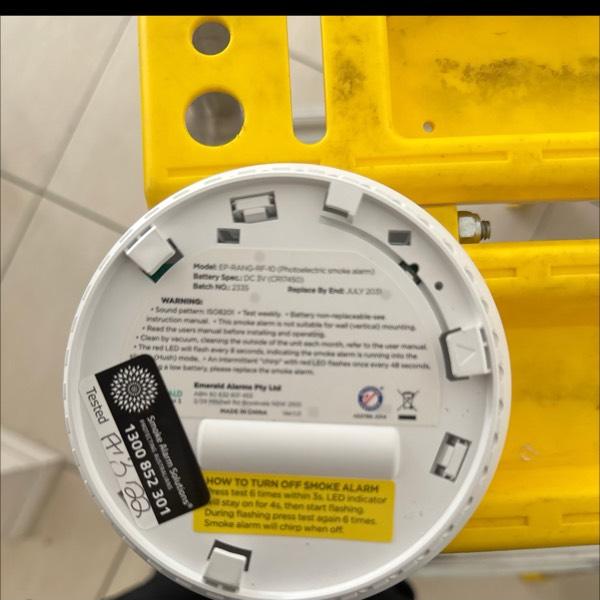 Model: EP-RANG-RF-10 (Photoelectric smoke alarm)
Battery Spec.: DC 3V (CR17450)
Batch NO.: 2335 Replace By End: JULY 2031
WARNING:
• Sound pattern: ISO8201 • Test weekly. • Battery non-replaceable-see
instruction manual. • This smoke alarm is not suitable for wall (vertical) mounting.
• Read the users manual before installing and operating.
• Clean by vacuum, cleaning the outside of the unit each month, refer to the user manual.
• The red LED will flash every 8 seconds, indicating the smoke alarm is running into the
(Hush) mode. • An intermittent "chirp" with red LED flashes once every 48 seconds,
a low battery, please replace the smoke alarm.
Emerald Alarms Pty Ltd
MADE IN CHINA
Smoke Alarm Solutions®
PROTECTING AUSTRALIANS
1300 852 301
Tested
HOW TO TURN OFF SMOKE ALARM
Press test 6 times within 3s. LED indicator
will stay on for 4s, then start flashing.
During flashing press test again 6 times.
Smoke alarm will chirp when off.